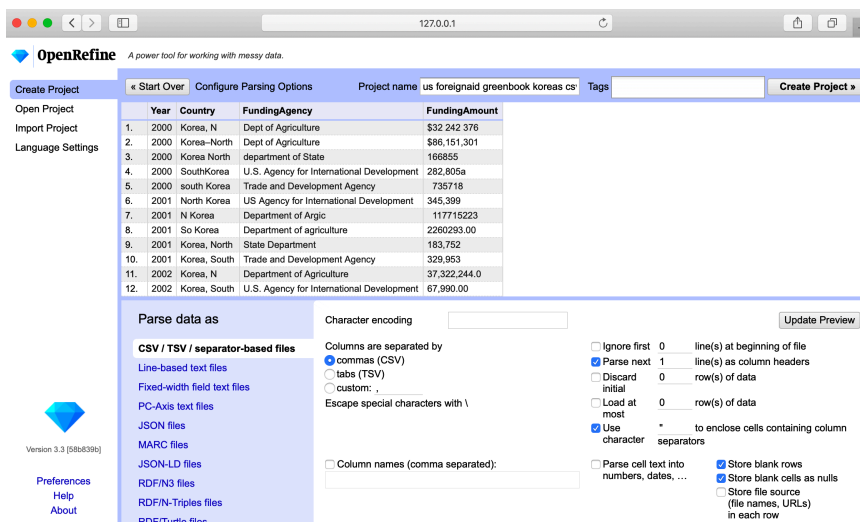 127.0.0.1
OpenRefine A power tool for working with messy data.
Create Project
Open Project
Import Project
Language Settings
« Start Over Configure Parsing Options Project name us foreignaid greenbook koreas csv Tags Create Project »
Year Country FundingAgency FundingAmount
1. 2000 Korea, N Dept of Agriculture $32 242 376
2. 2000 Korea–North Dept of Agriculture $86,151,301
3. 2000 Korea North department of State 166855
4. 2000 SouthKorea U.S. Agency for International Development 282,805a
5. 2000 south Korea Trade and Development Agency 735718
6. 2001 North Korea US Agency for International Development 345,399
7. 2001 N Korea Department of Argic 117715223
8. 2001 So Korea Department of agriculture 2260293.00
9. 2001 Korea, North State Department 183,752
10. 2001 Korea, South Trade and Development Agency 329,953
11. 2002 Korea, N Department of Agriculture 37,322,244.0
12. 2002 Korea, South U.S. Agency for International Development 67,990.00
Parse data as
CSV / TSV / separator-based files
Line-based text files
Fixed-width field text files
PC-Axis text files
JSON files
MARC files
JSON-LD files
RDF/N3 files
RDF/N-Triples files
RDF/Turtle files
Character encoding
Update Preview
Columns are separated by
commas (CSV)
tabs (TSV)
custom: ,
Escape special characters with \
Ignore first 0 line(s) at beginning of file
Parse next 1 line(s) as column headers
Discard initial 0 row(s) of data
Load at most 0 row(s) of data
Use character " to enclose cells containing column separators
Column names (comma separated):
Parse cell text into
numbers, dates, …
Store blank rows
Store blank cells as nulls
Store file source
(file names, URLs)
in each row
Version 3.3 [58b839b]
Preferences
Help
About